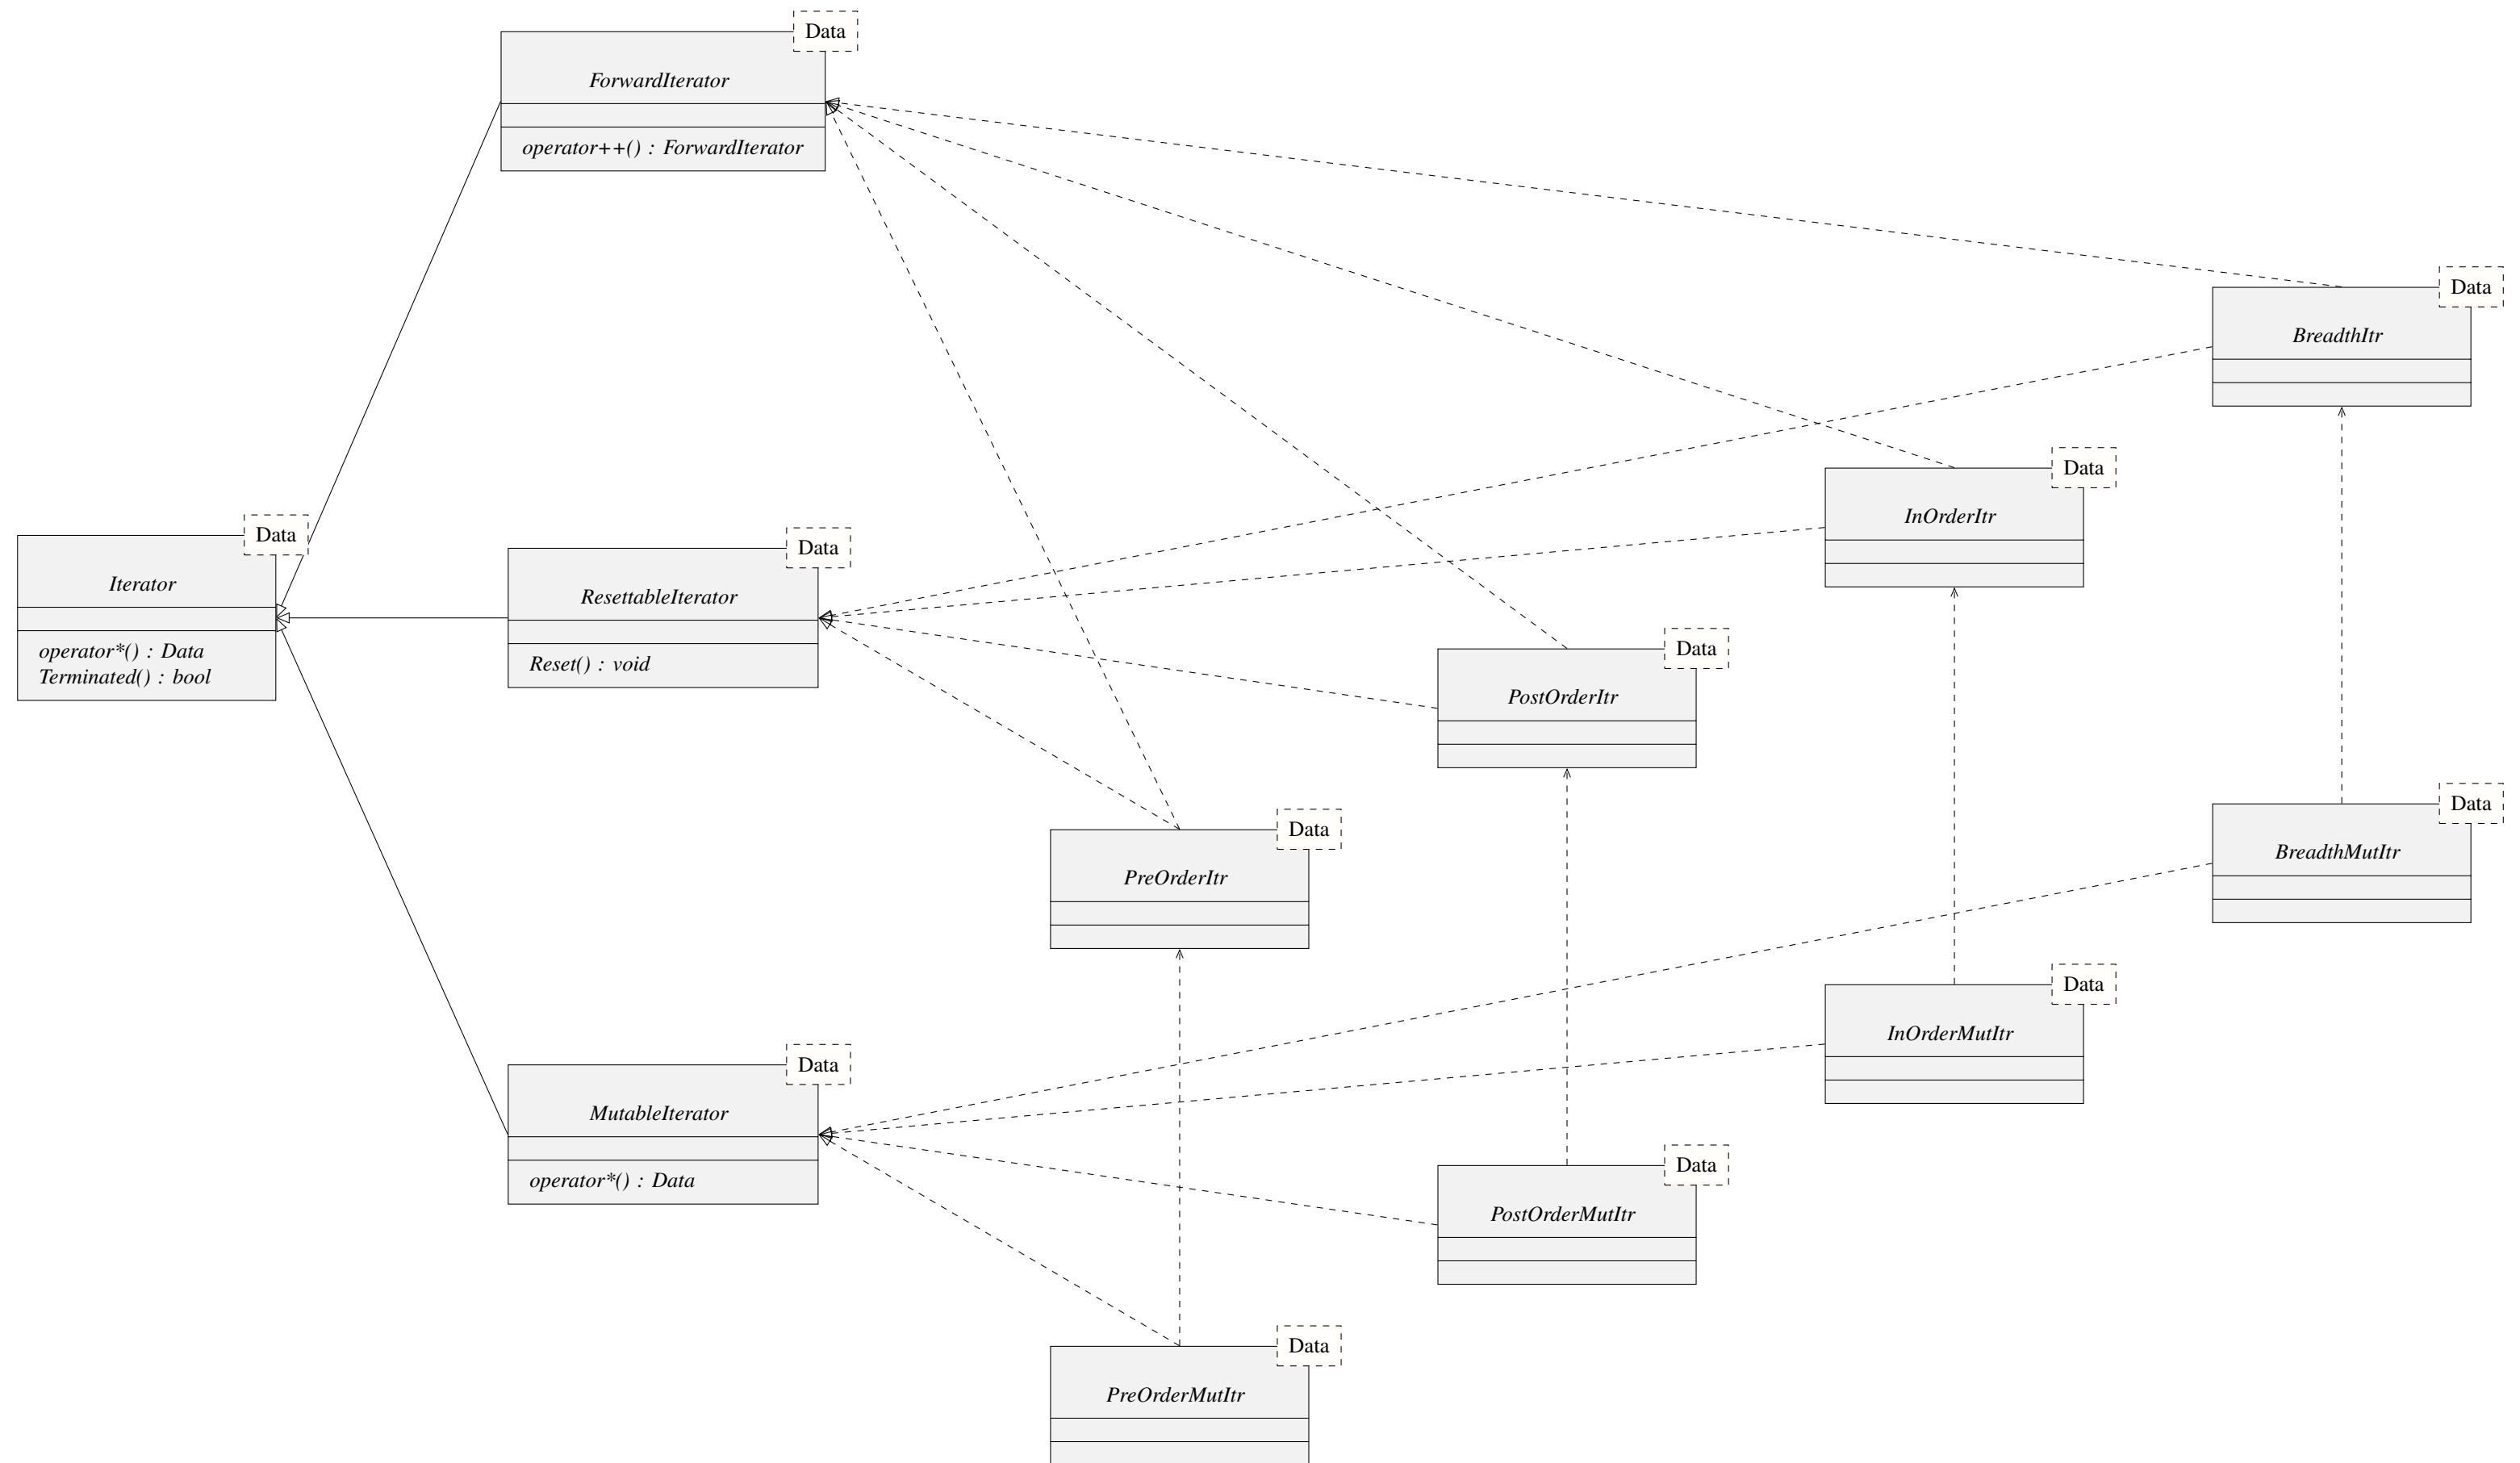 Data
ForwardIterator
operator++() : ForwardIterator
Data
BreadthItr
Data
InOrderItr
Data
Iterator
operator*() : Data
Terminated() : bool
Data
ResettableIterator
Reset() : void
Data
PostOrderItr
Data
PreOrderItr
Data
BreadthMutItr
Data
InOrderMutItr
Data
MutableIterator
operator*() : Data
Data
PostOrderMutItr
Data
PreOrderMutItr